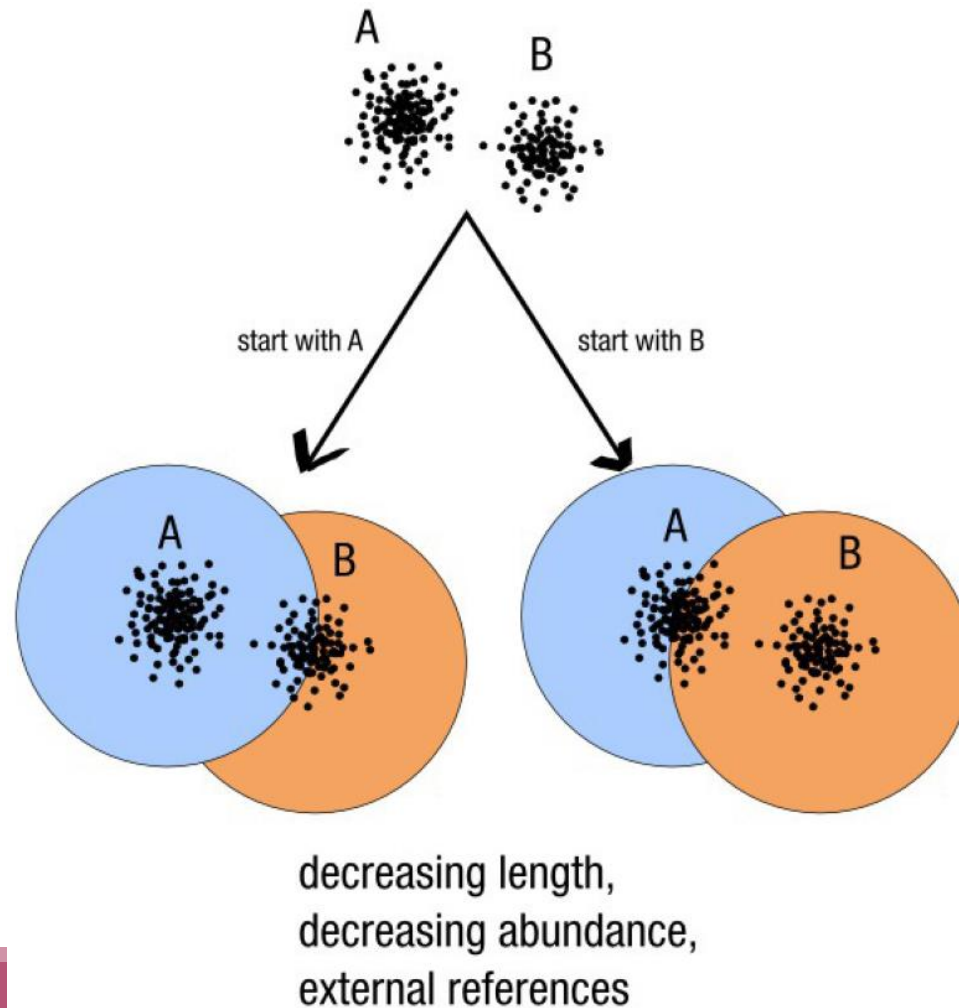 A
B
start with A
start with B
A
B
A
B
decreasing length,
decreasing abundance,
external references